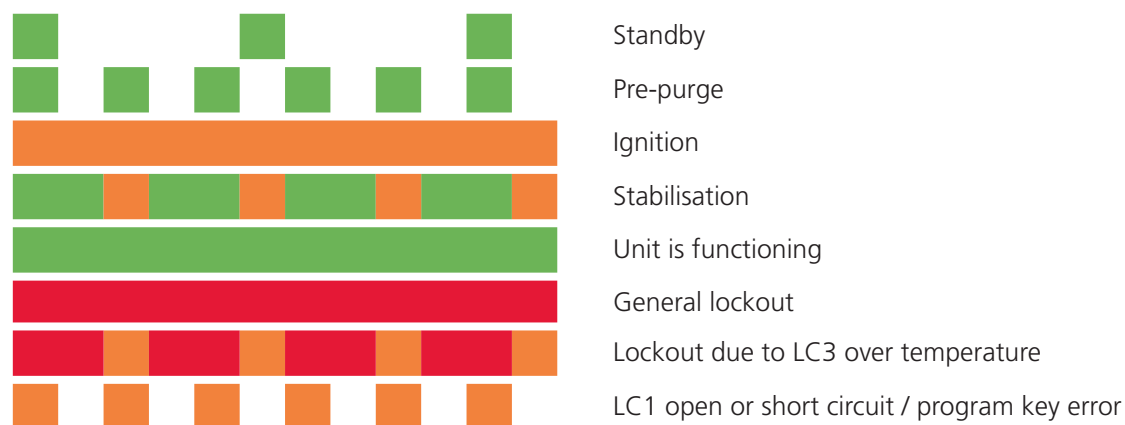 Standby
Pre-purge
Ignition
Stabilisation
Unit is functioning
General lockout
Lockout due to LC3 over temperature
LC1 open or short circuit / program key error